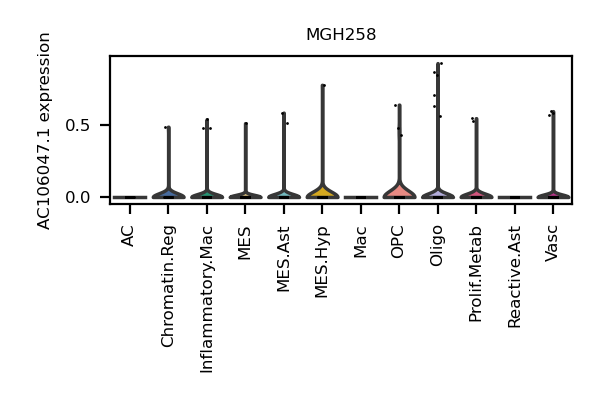 MGH258
AC106047.1 expression
0.5
0.0
AC
Chromatin.Reg
Inflammatory.Mac
MES
MES.Ast
MES.Hyp
Mac
OPC
Oligo
Prolif.Metab
Reactive.Ast
Vasc